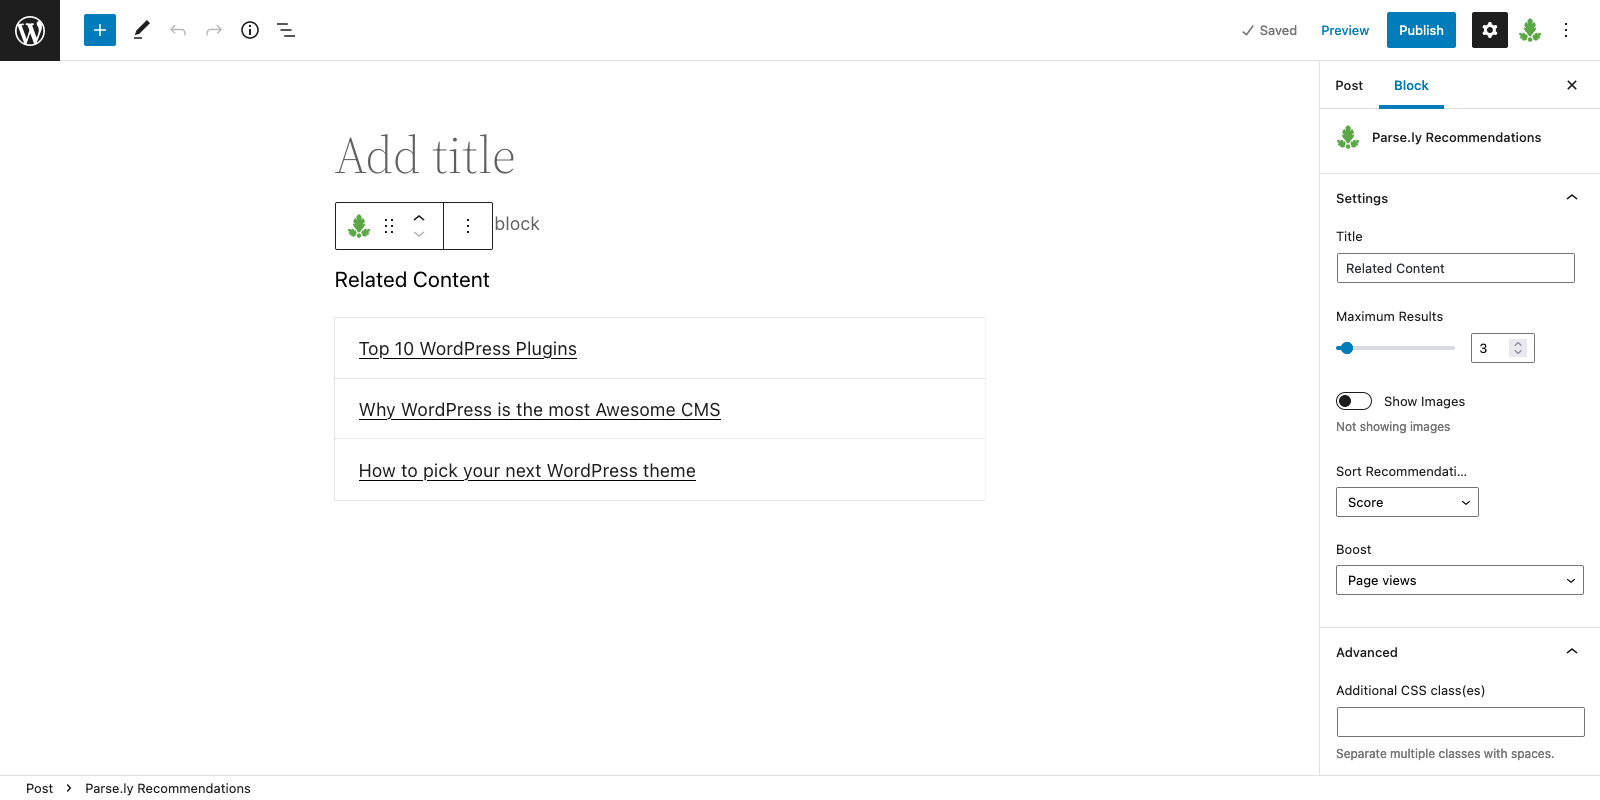 Saved
Preview
Publish
Post
Block
Parse.ly Recommendations
Add title
block
Related Content
Top 10 WordPress Plugins
Why WordPress is the most Awesome CMS
How to pick your next WordPress theme
Settings
Title
Related Content
Maximum Results
3
Show Images
Not showing images
Sort Recommendati...
Score
Boost
Page views
Advanced
Additional CSS class(es)
Separate multiple classes with spaces.
Post
Parse.ly Recommendations